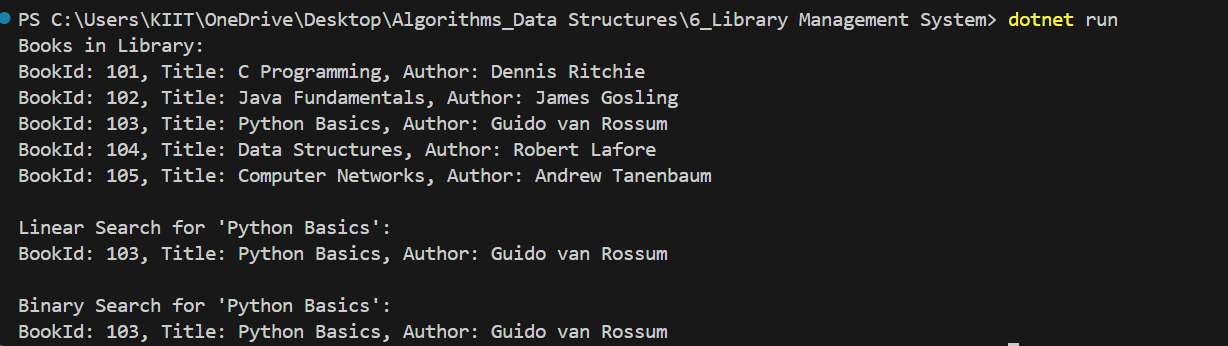 PS C:\Users\KIIT\OneDrive\Desktop\Algorithms_Data Structures\6_Library Management System> dotnet run
Books in Library:
BookId: 101, Title: C Programming, Author: Dennis Ritchie
BookId: 102, Title: Java Fundamentals, Author: James Gosling
BookId: 103, Title: Python Basics, Author: Guido van Rossum
BookId: 104, Title: Data Structures, Author: Robert Lafore
BookId: 105, Title: Computer Networks, Author: Andrew Tanenbaum

Linear Search for 'Python Basics':
BookId: 103, Title: Python Basics, Author: Guido van Rossum

Binary Search for 'Python Basics':
BookId: 103, Title: Python Basics, Author: Guido van Rossum